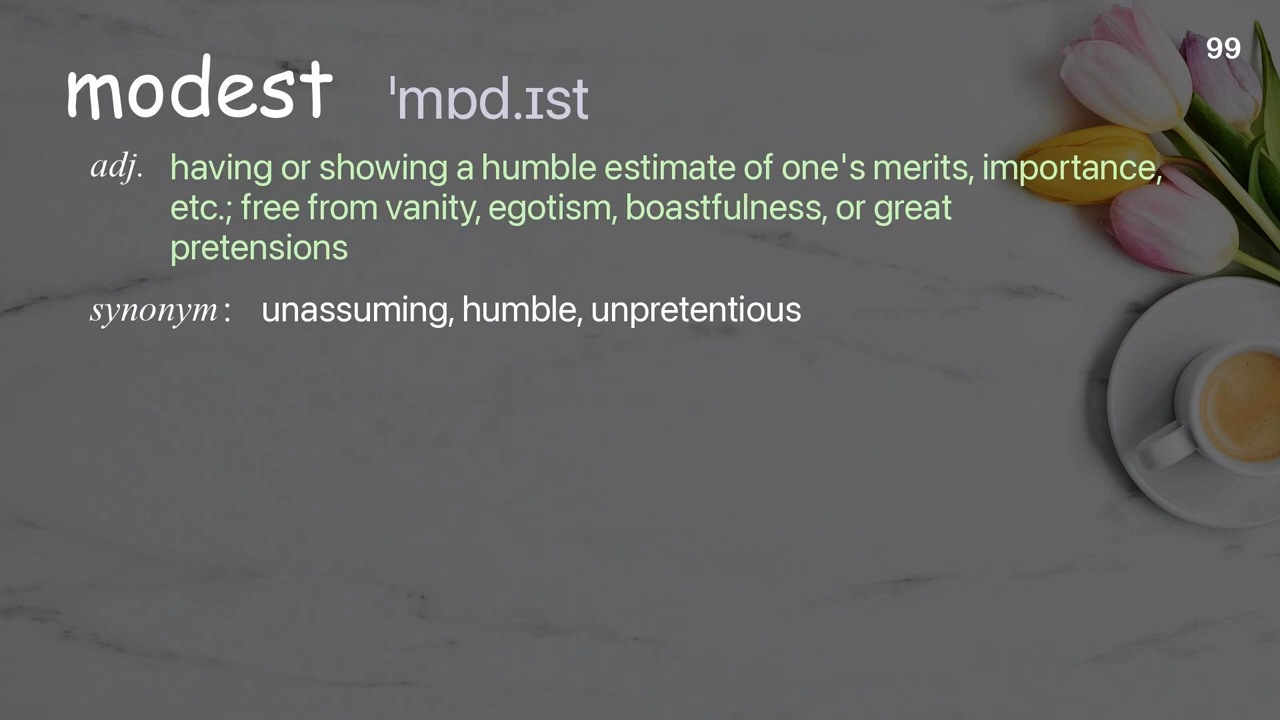 99
modest ˈmɒd.ɪst
adj. having or showing a humble estimate of one's merits, importance,
etc.; free from vanity, egotism, boastfulness, or great
pretensions
synonym: unassuming, humble, unpretentious